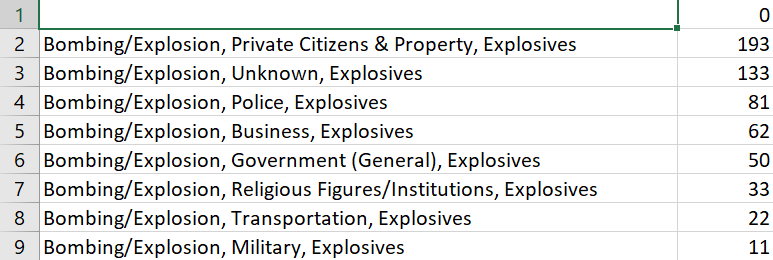 1 0
2 Bombing/Explosion, Private Citizens & Property, Explosives 193
3 Bombing/Explosion, Unknown, Explosives 133
4 Bombing/Explosion, Police, Explosives 81
5 Bombing/Explosion, Business, Explosives 62
6 Bombing/Explosion, Government (General), Explosives 50
7 Bombing/Explosion, Religious Figures/Institutions, Explosives 33
8 Bombing/Explosion, Transportation, Explosives 22
9 Bombing/Explosion, Military, Explosives 11